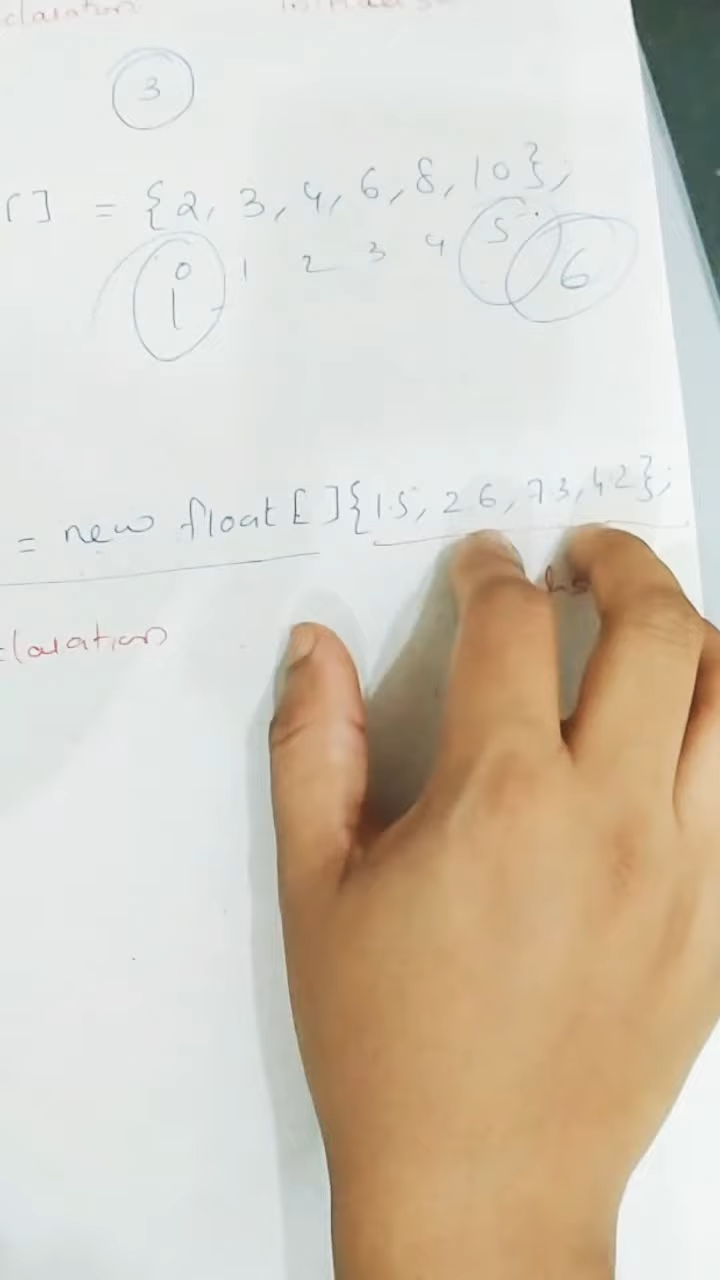 claration
3
[] = {2, 3, 4, 6, 8, 10};
0 1 2 3 4 5 6
1
= new float[]{1.5, 2.6, 7.3, 4.2};
claration